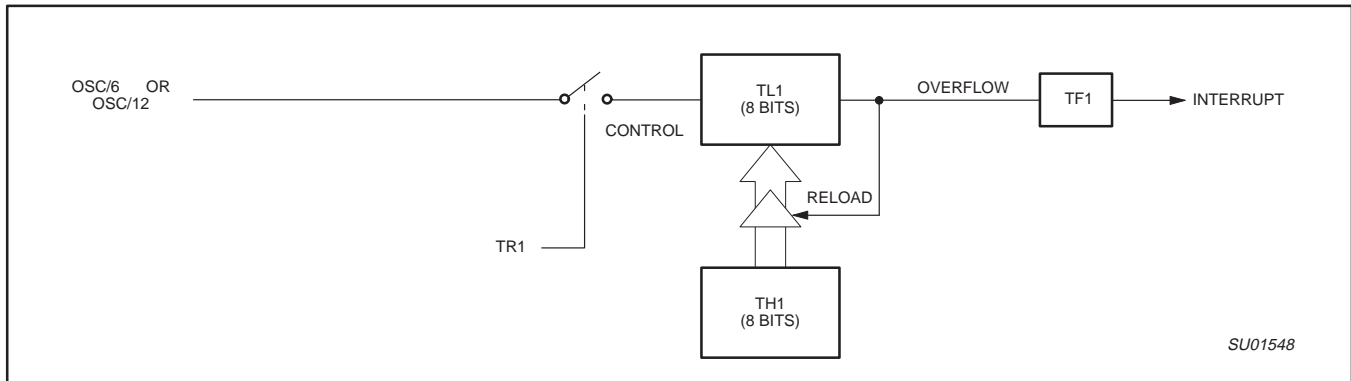 OSC/6 OR
OSC/12
CONTROL
TR1
TL1
(8 BITS)
OVERFLOW
TF1
INTERRUPT
RELOAD
TH1
(8 BITS)
SU01548